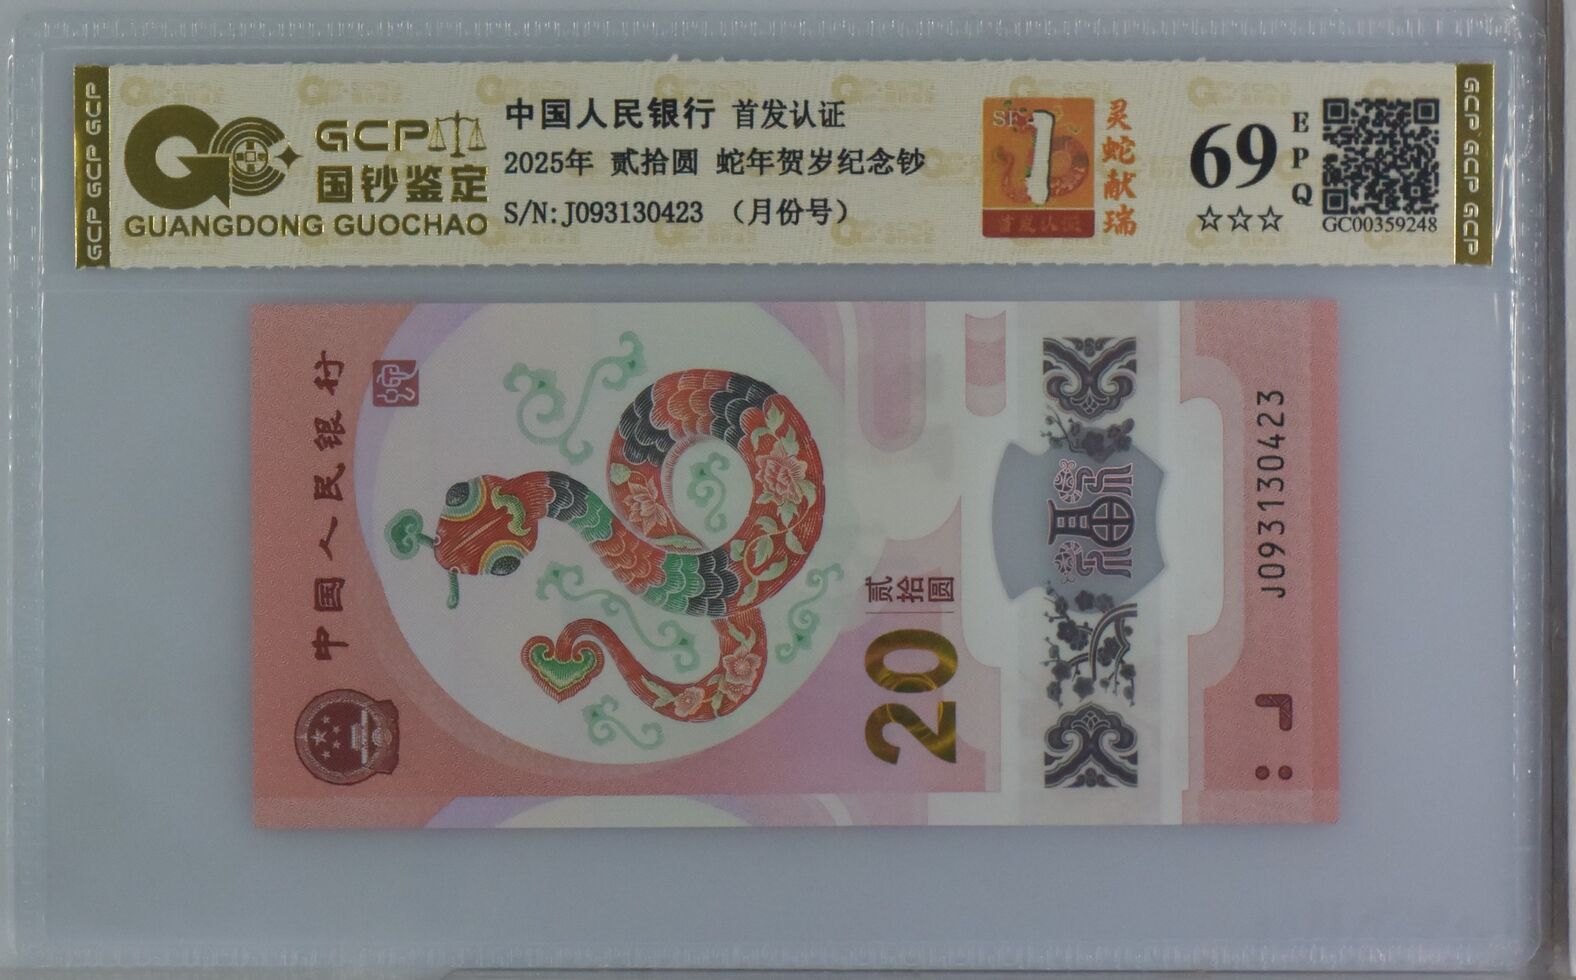 GCP GCP GCP
GCP
国钞鉴定
GUANGDONG GUOCHAO
中国人民银行 首发认证
2025年 贰拾圆 蛇年贺岁纪念钞
S/N:J093130423 （月份号）
1
首发认证
灵蛇献瑞
69
EPQ
☆☆☆
GC00359248
GCP GCP GCP
中国人民银行
贰拾圆
20
福
J093130423